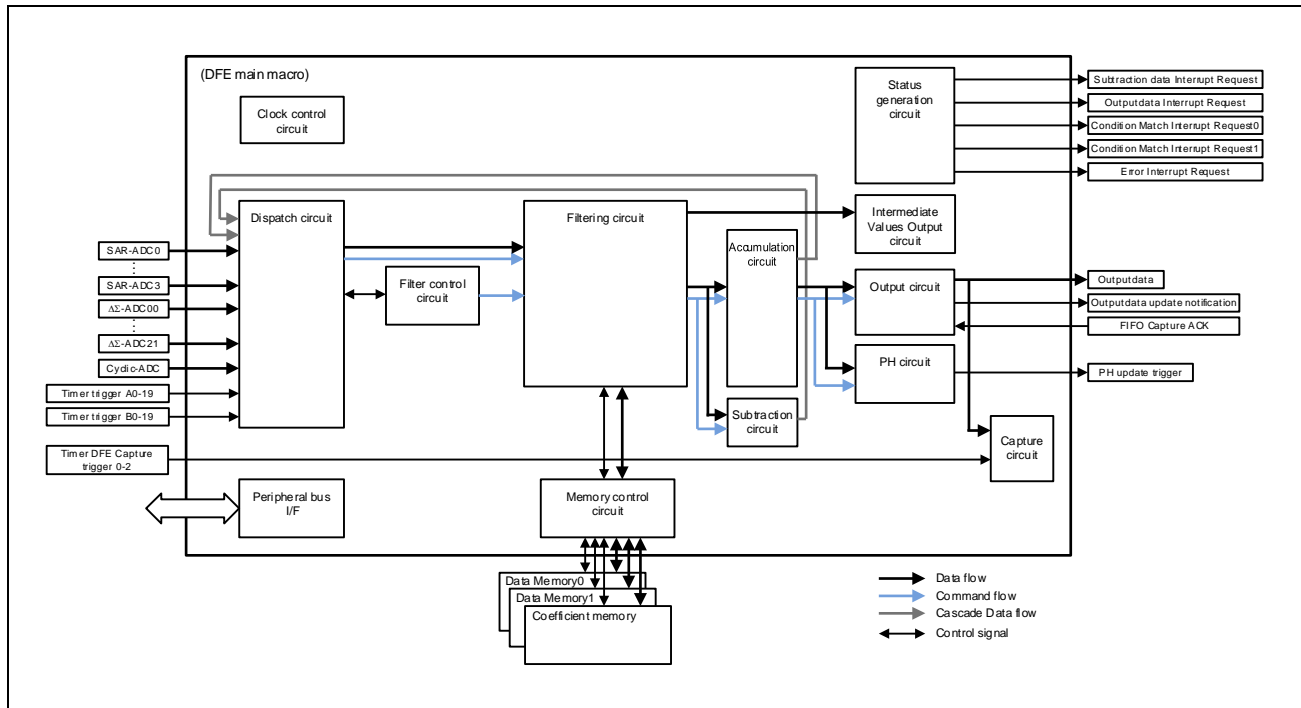 (DFE main macro)
Clock control
circuit
Status
generation
circuit
Subtraction data Interrupt Request
Outputdata Interrupt Request
Condition Match Interrupt Request0
Condition Match Interrupt Request1
Error Interrupt Request
Dispatch circuit
Filtering circuit
Intermediate
Values Output
circuit
Accumulation
circuit
Filter control
circuit
Output circuit
PH circuit
Subtraction
circuit
Capture
circuit
SAR-ADC0
SAR-ADC3
ΔΣ-ADC00
ΔΣ-ADC21
Cyclic-ADC
Timer trigger A0-19
Timer trigger B0-19
Timer DFE Capture
trigger 0-2
Outputdata
Outputdata update notification
FIFO Capture ACK
PH update trigger
Peripheral bus
I/F
Memory control
circuit
Data Memory0
Data Memory1
Coefficient memory
Data flow
Command flow
Cascade Data flow
Control signal